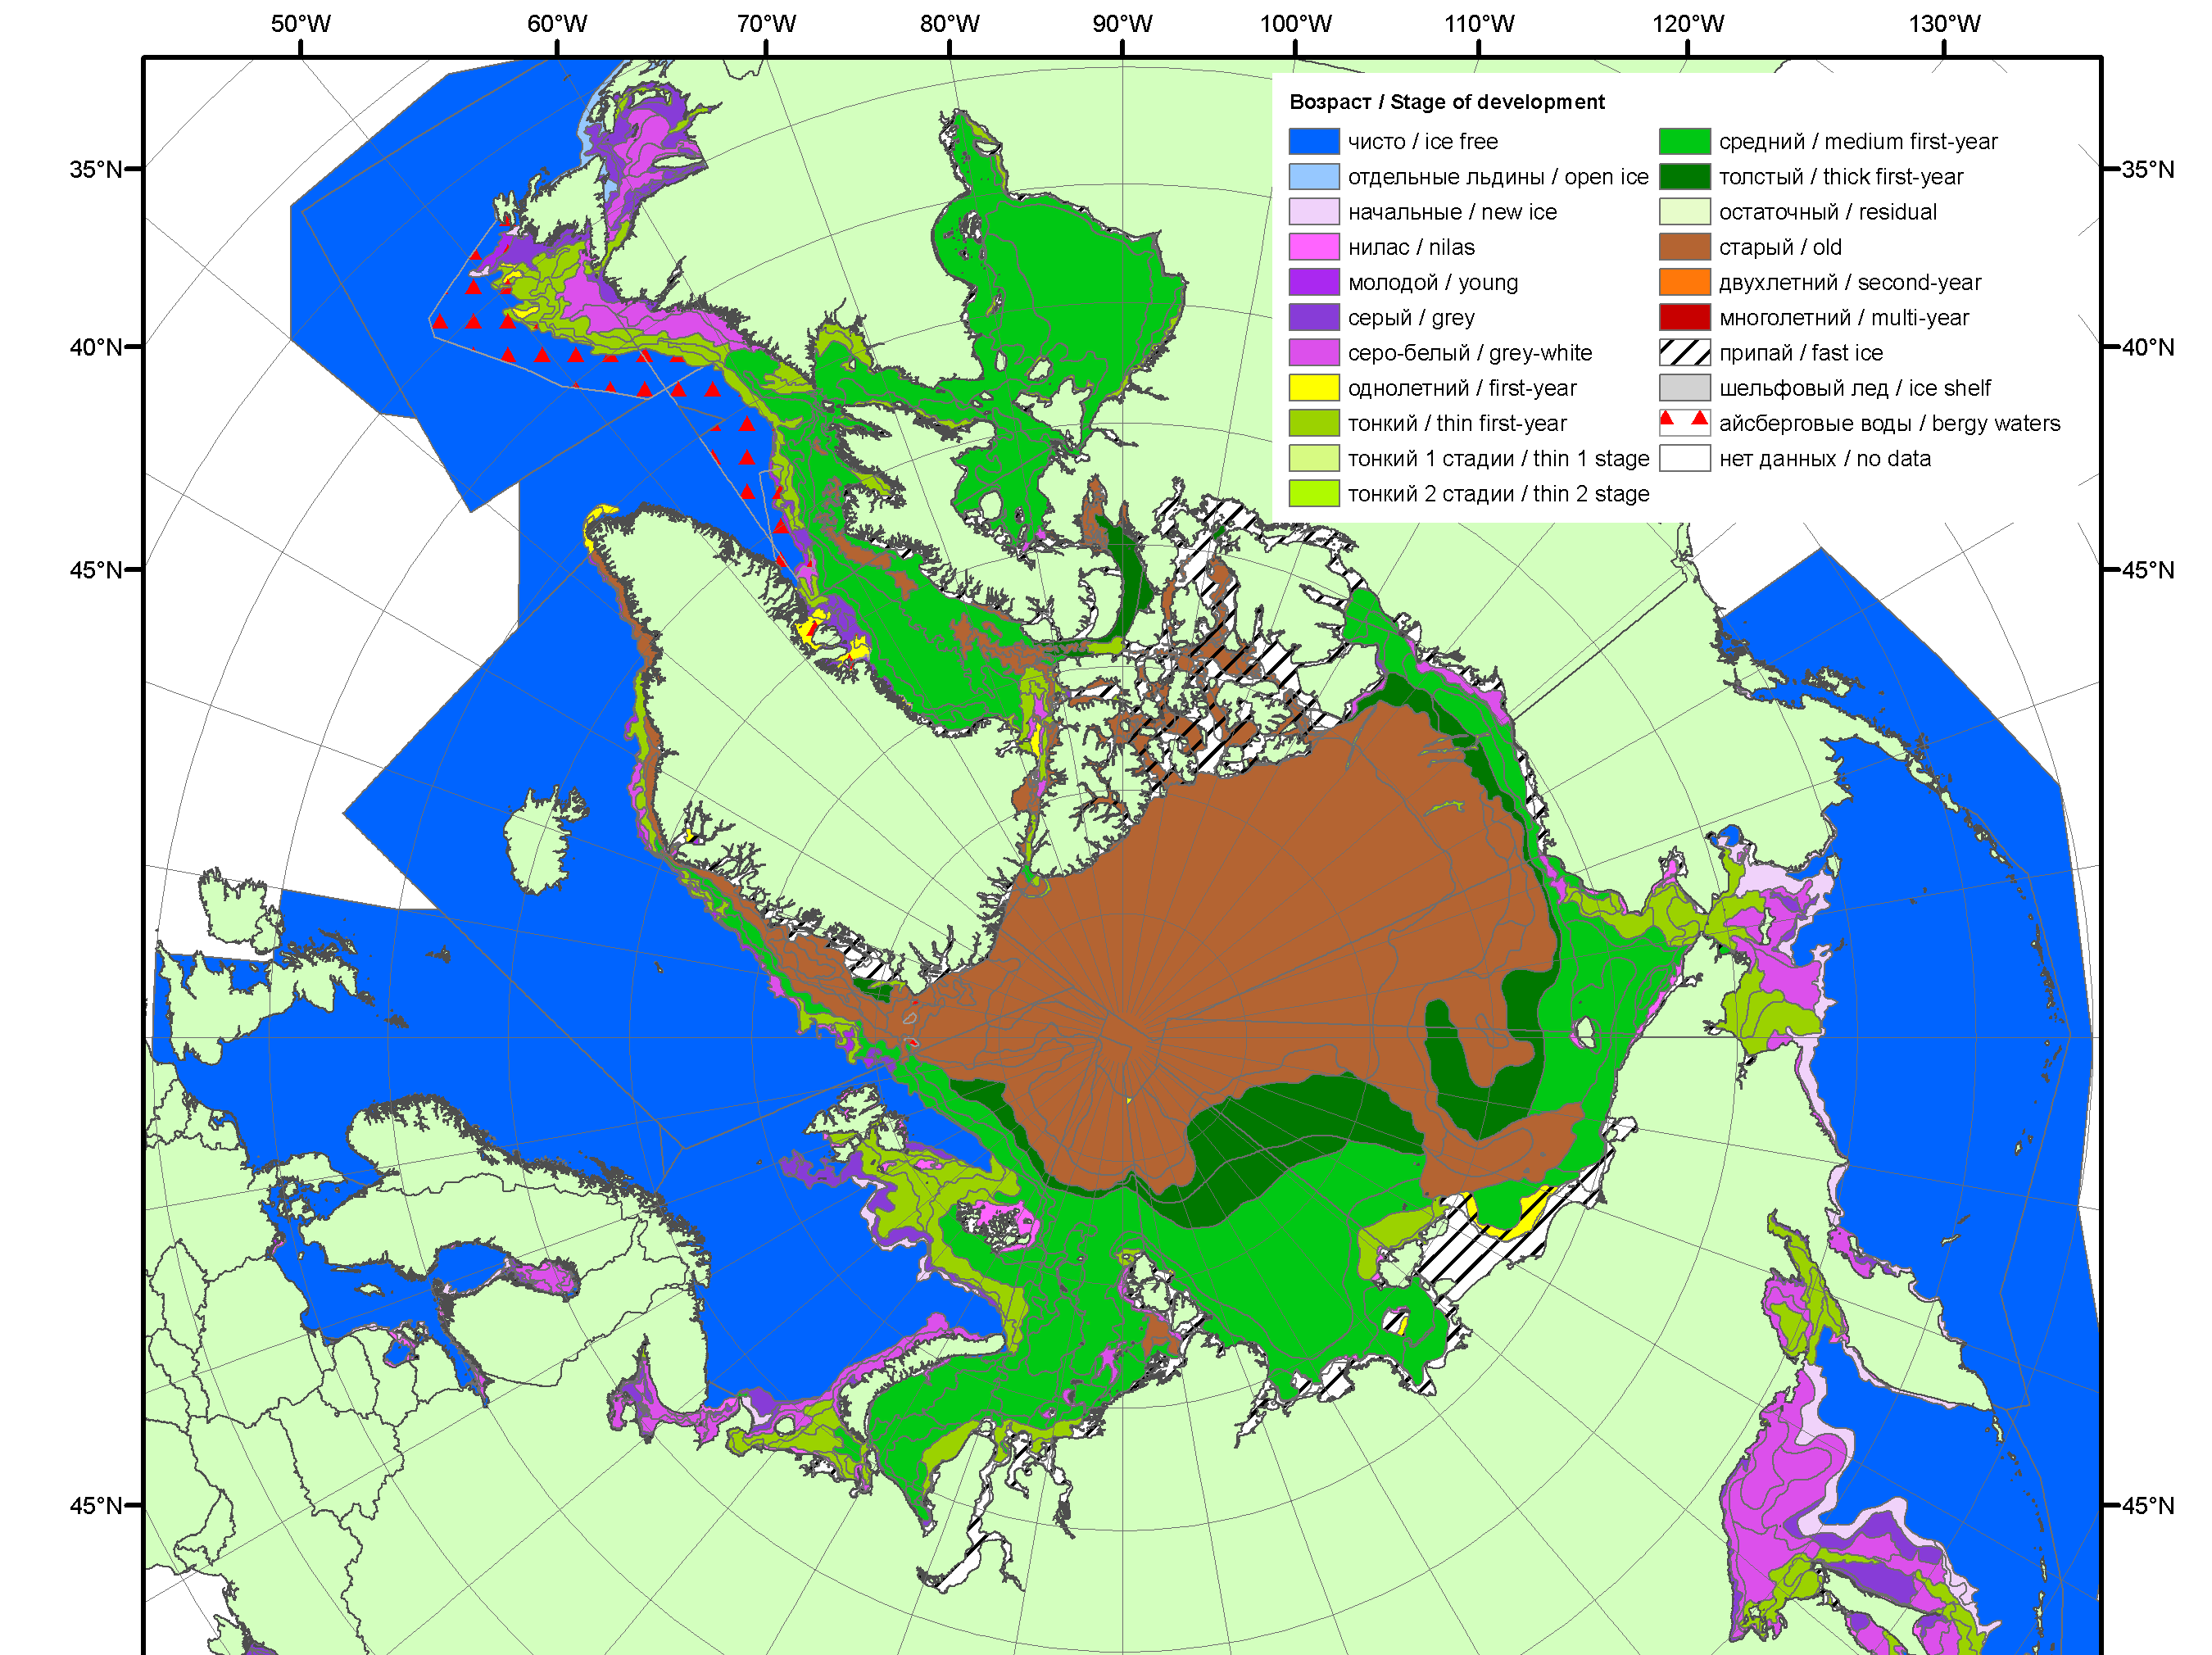 50°W 60°W 70°W 80°W 90°W 100°W 110°W 120°W 130°W
Возраст / Stage of development
чисто / ice free
отдельные льдины / open ice
начальные / new ice
нилас / nilas
молодой / young
серый / grey
серо-белый / grey-white
однолетний / first-year
тонкий / thin first-year
тонкий 1 стадии / thin 1 stage
тонкий 2 стадии / thin 2 stage
средний / medium first-year
толстый / thick first-year
остаточный / residual
старый / old
двухлетний / second-year
многолетний / multi-year
припай / fast ice
шельфовый лед / ice shelf
айсберговые воды / bergy waters
нет данных / no data
35°N 35°N
40°N 40°N
45°N 45°N
45°N 45°N